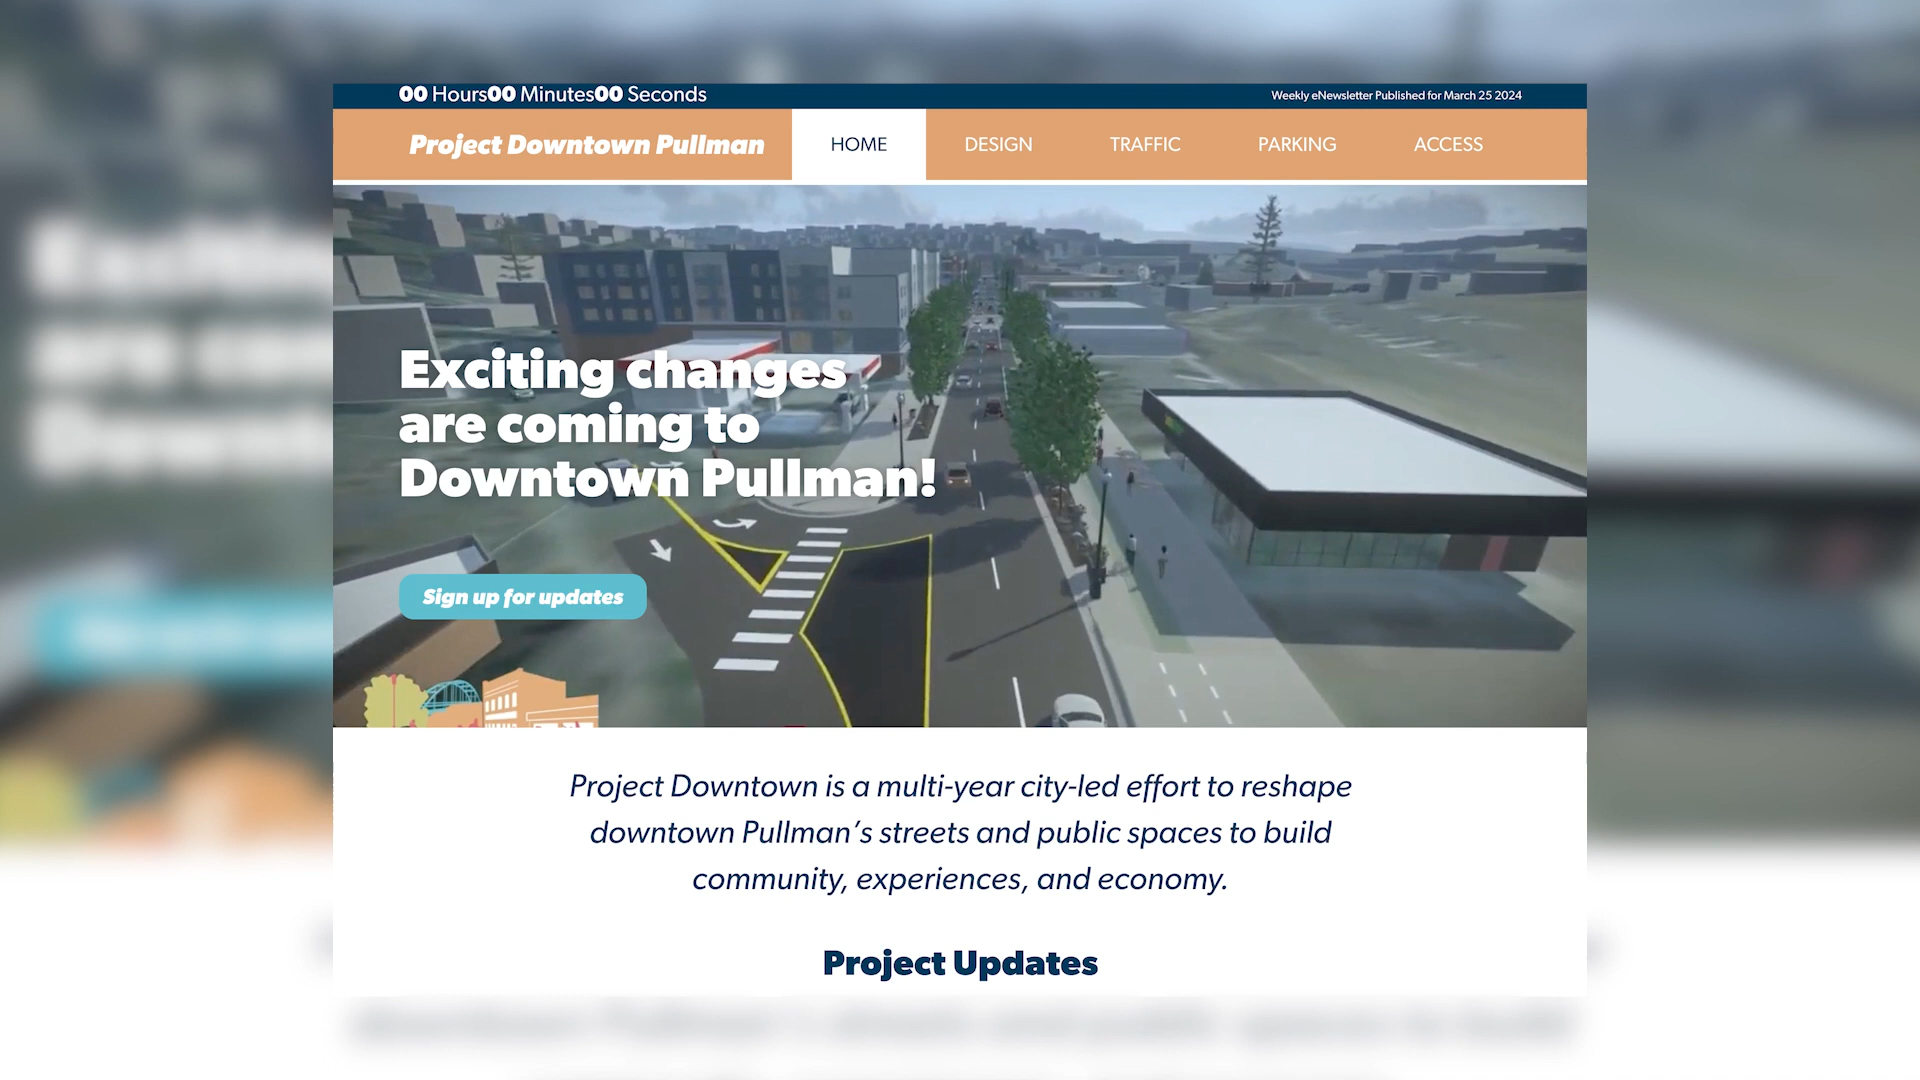 00 Hours00 Minutes00 Seconds
Weekly eNewsletter Published for March 25 2024
Project Downtown Pullman
HOME
DESIGN
TRAFFIC
PARKING
ACCESS
Exciting changes
are coming to
Downtown Pullman!
Sign up for updates
Project Downtown is a multi-year city-led effort to reshape
downtown Pullman’s streets and public spaces to build
community, experiences, and economy.
Project Updates